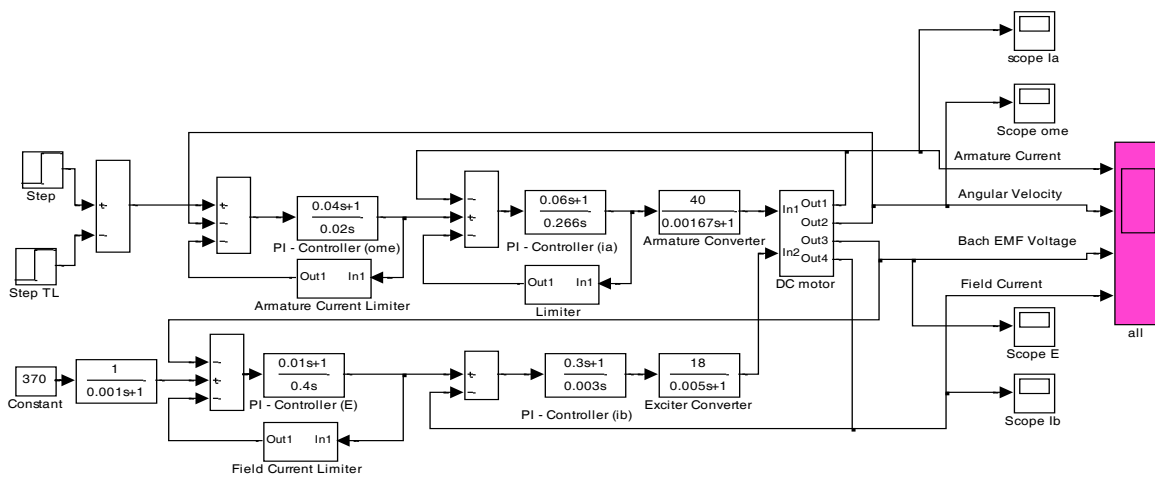 scope Ia
Scope ome
Armature Current
Step
0.04s+1
0.02s
PI - Controller (ome)
0.06s+1
0.266s
PI - Controller (ia)
40
0.00167s+1
Armature Converter
In1
In2
Out1
Out2
Out3
Out4
DC motor
Angular Velocity
Bach EMF Voltage
Step TL
Out1 In1
Armature Current Limiter
Out1 In1
Limiter
Field Current
all
Scope E
370
Constant
1
0.001s+1
0.01s+1
0.4s
PI - Controller (E)
0.3s+1
0.003s
PI - Controller (ib)
18
0.005s+1
Exciter Converter
Scope Ib
Out1 In1
Field Current Limiter